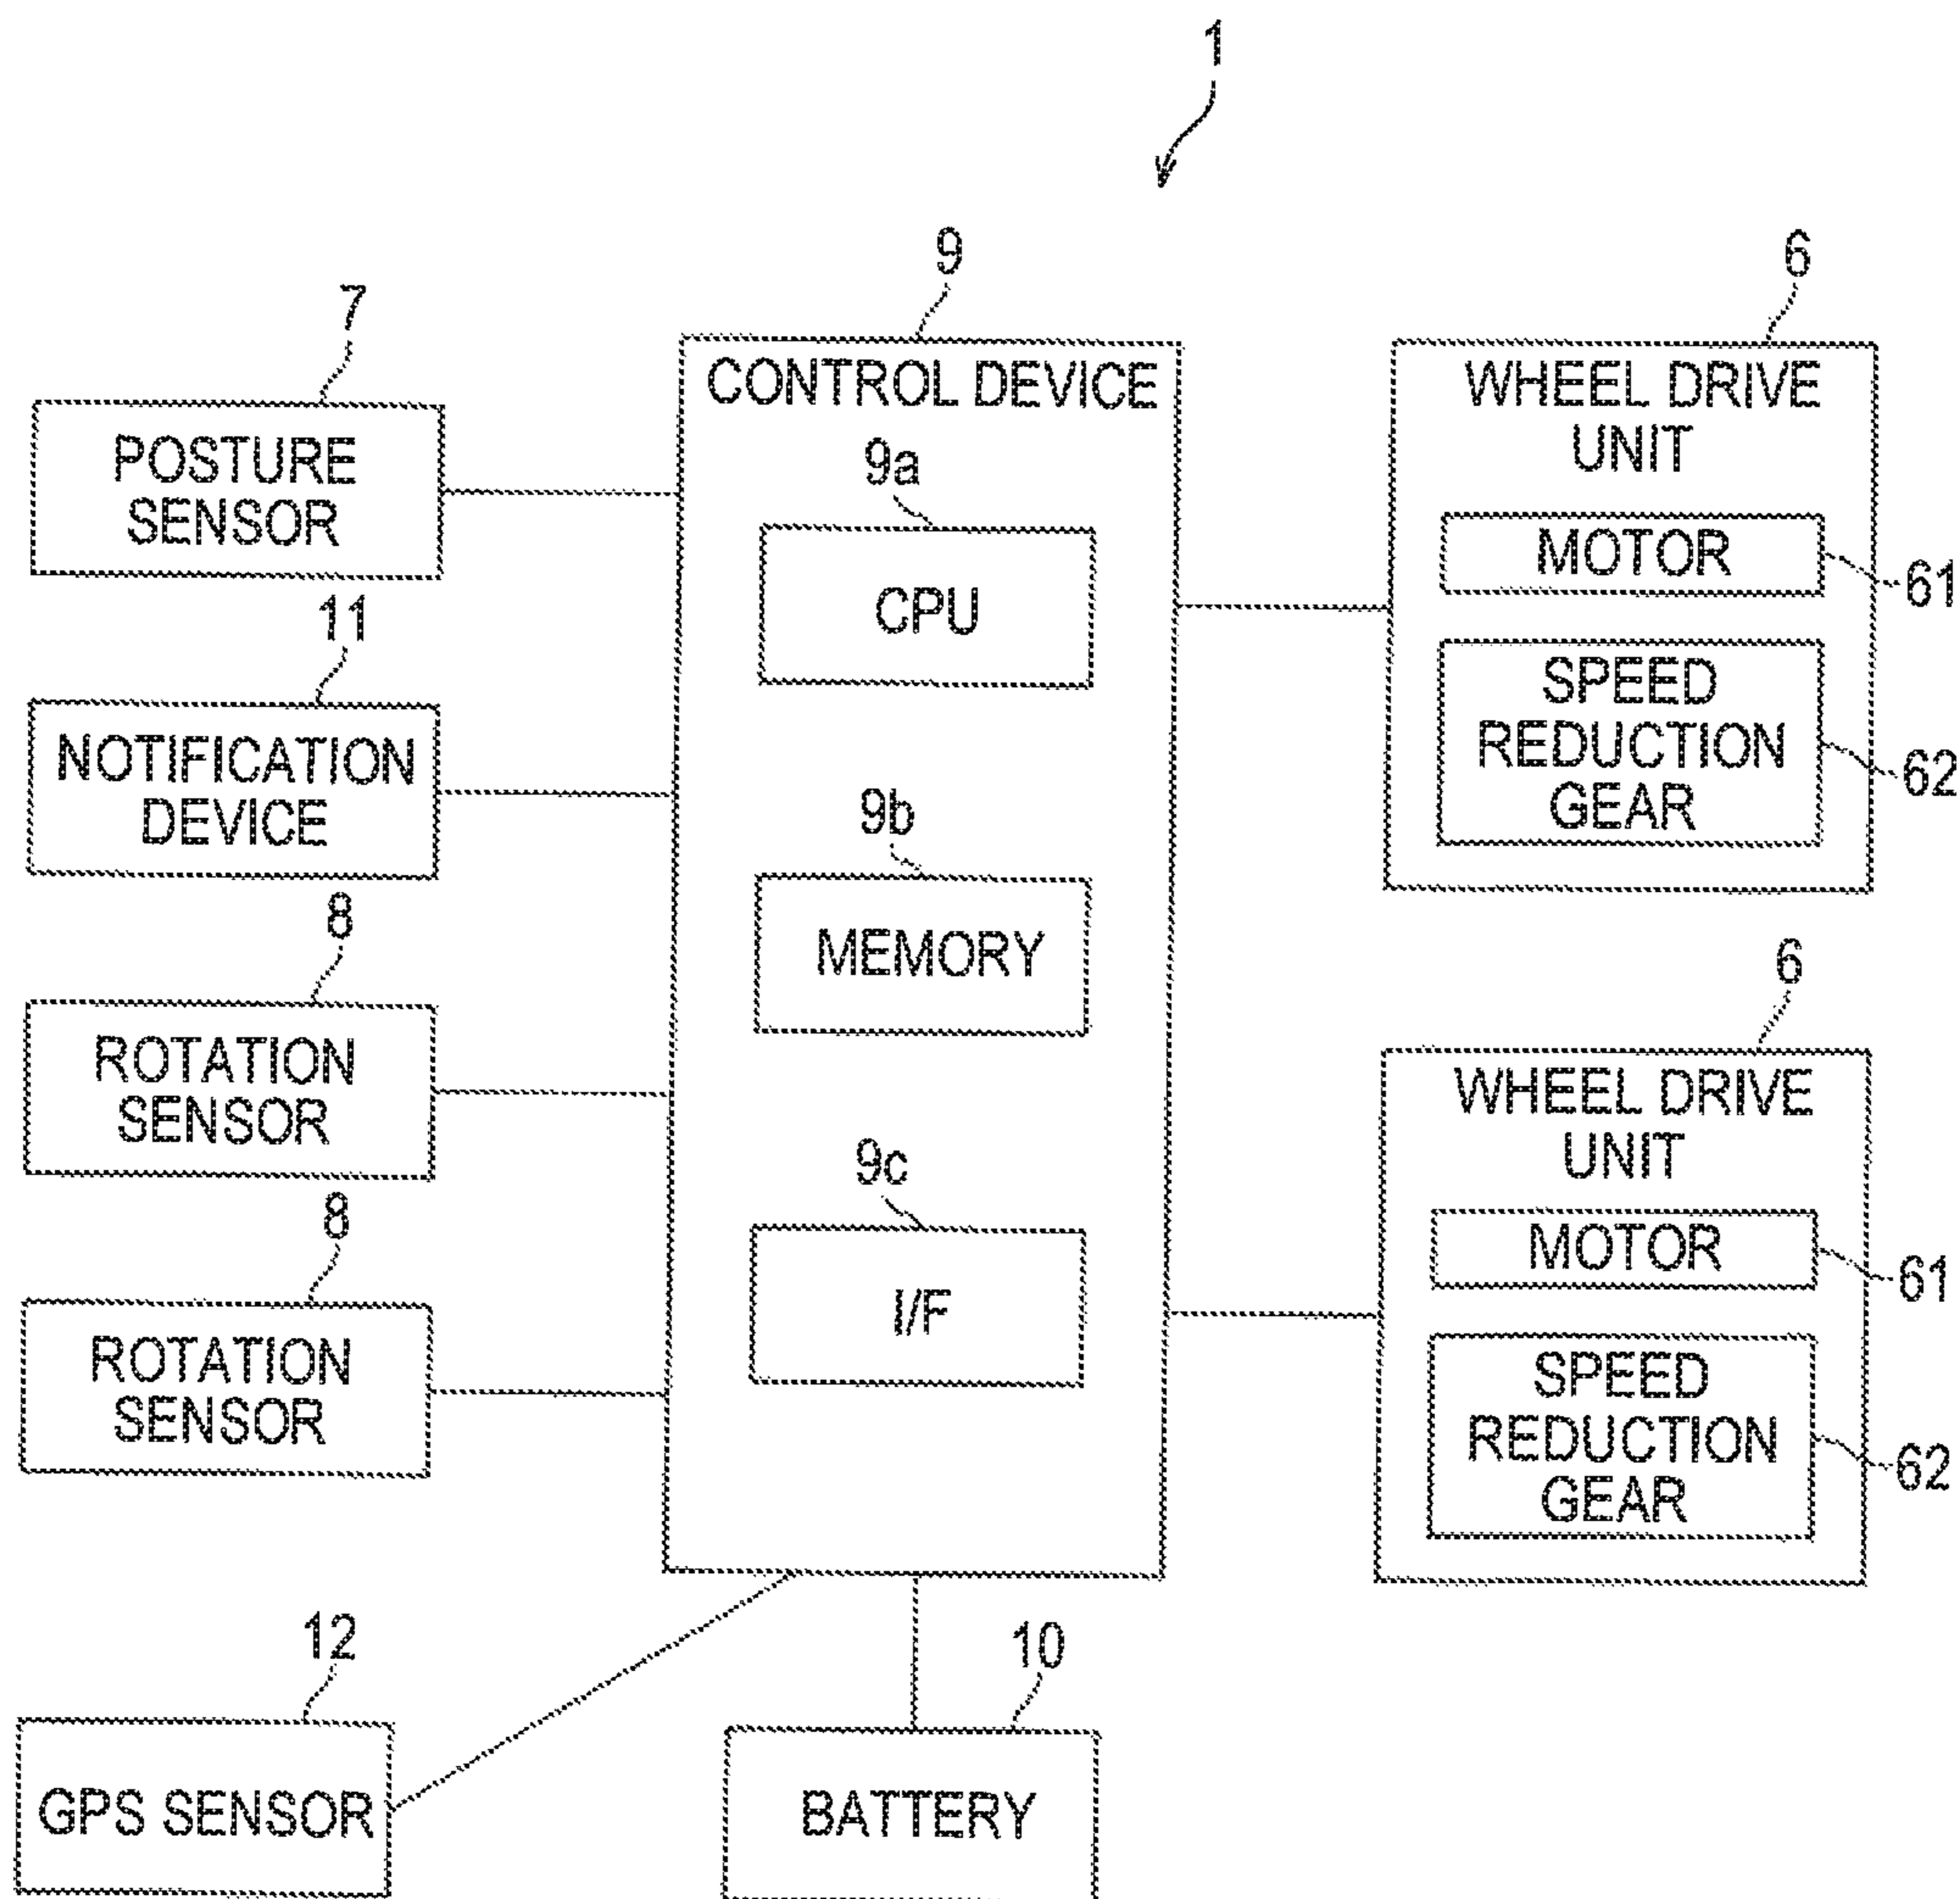 1
9
6
7
CONTROL DEVICE
WHEEL DRIVE
UNIT
POSTURE
SENSOR
9a
CPU
MOTOR
61
11
NOTIFICATION
DEVICE
SPEED
REDUCTION
GEAR
62
9b
MEMORY
8
ROTATION
SENSOR
6
WHEEL DRIVE
UNIT
9c
I/F
MOTOR
61
8
ROTATION
SENSOR
SPEED
REDUCTION
GEAR
62
12
GPS SENSOR
10
BATTERY